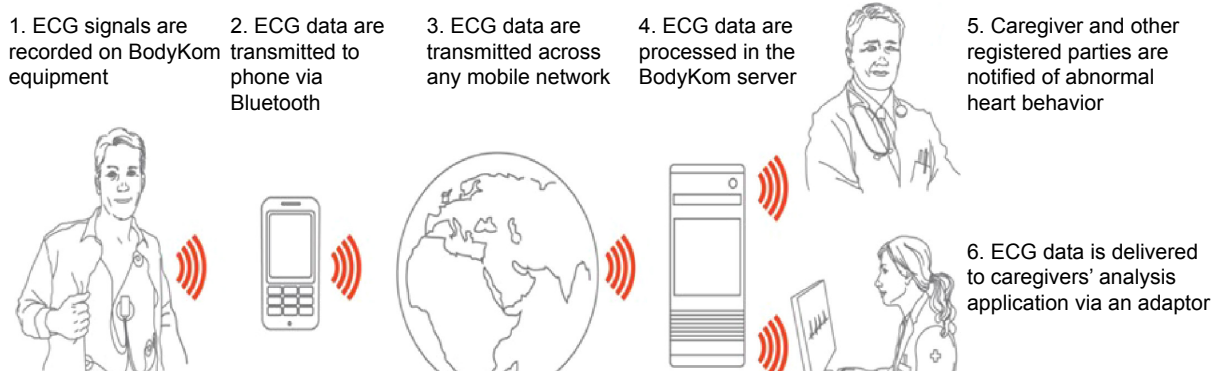 1. ECG signals are
recorded on BodyKom
equipment
2. ECG data are
transmitted to
phone via
Bluetooth
3. ECG data are
transmitted across
any mobile network
4. ECG data are
processed in the
BodyKom server
5. Caregiver and other
registered parties are
notified of abnormal
heart behavior
6. ECG data is delivered
to caregivers’ analysis
application via an adaptor